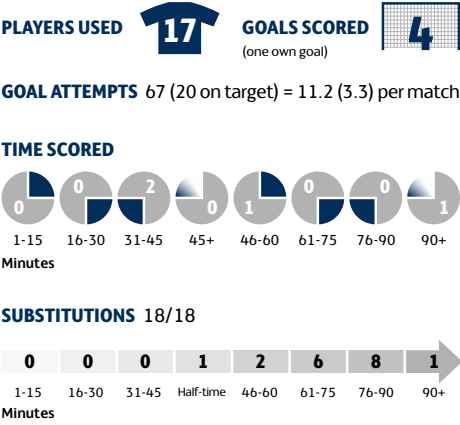 PLAYERS USED 17 GOALS SCORED 4
(one own goal)
GOAL ATTEMPTS 67 (20 on target) = 11.2 (3.3) per match
TIME SCORED
0 0 2 0 1 0 0 1
1-15 16-30 31-45 45+ 46-60 61-75 76-90 90+
Minutes
SUBSTITUTIONS 18/18
0 0 0 1 2 6 8 1
1-15 16-30 31-45 Half-time 46-60 61-75 76-90 90+
Minutes